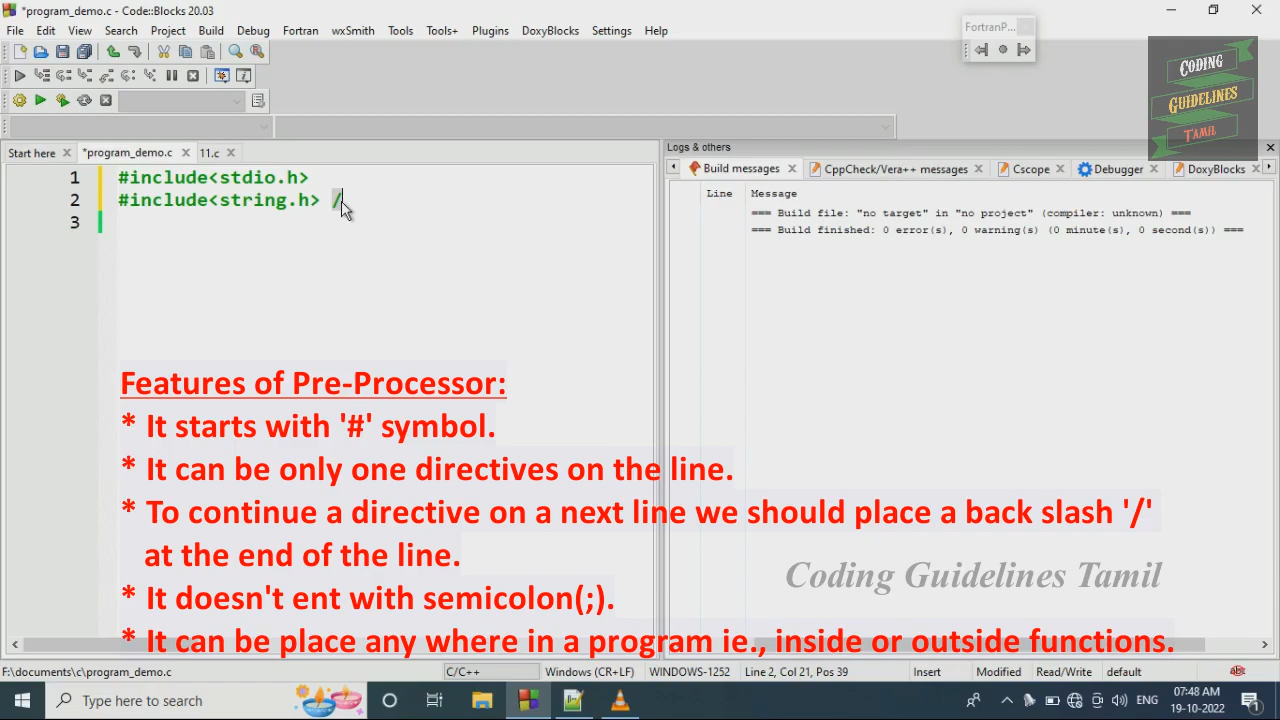 *program_demo.c - Code::Blocks 20.03
File Edit View Search Project Build Debug Fortran wxSmith Tools Tools+ Plugins DoxyBlocks Settings Help
FortranP...
CODING
GUIDELINES
TAMIL
Start here *program_demo.c 11.c
Logs & others
Build messages CppCheck/Vera++ messages Cscope Debugger DoxyBlocks
1 #include<stdio.h>
2 #include<string.h> /
3
Line Message
=== Build file: "no target" in "no project" (compiler: unknown) ===
=== Build finished: 0 error(s), 0 warning(s) (0 minute(s), 0 second(s)) ===
Features of Pre-Processor:
* It starts with '#' symbol.
* It can be only one directives on the line.
* To continue a directive on a next line we should place a back slash '/'
at the end of the line.
* It doesn't ent with semicolon(;).
* It can be place any where in a program ie., inside or outside functions.
Coding Guidelines Tamil
F:\documents\c\program_demo.c C/C++ Windows (CR+LF) WINDOWS-1252 Line 2, Col 21, Pos 39 Insert Modified Read/Write default
Type here to search
ENG
07:48 AM
19-10-2022
1